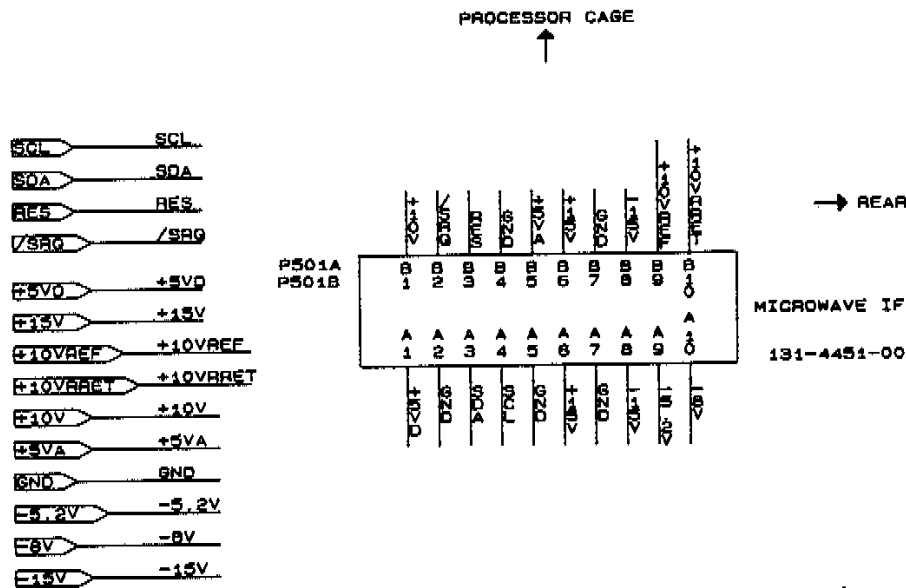 PROCESSOR CAGE
SCL SCL
SDA SDA
RES RES
/SRQ /SRQ
+5VD +5VD
+15V +15V
+10VREF +10VREF
+10VRRET +10VRRET
+10V +10V
+5VA +5VA
GND GND
-5.2V -5.2V
-8V -8V
-15V -15V
+10V /SRQ RES GND +5VA +15V GND -15V +10VREF +10VRRET
REAR
P501A
P501B
B1 B2 B3 B4 B5 B6 B7 B8 B9 B10
A1 A2 A3 A4 A5 A6 A7 A8 A9 A10
MICROWAVE IF
131-4451-00
+5VD GND SDA SCL GND +15V GND -15V -5.2V -8V